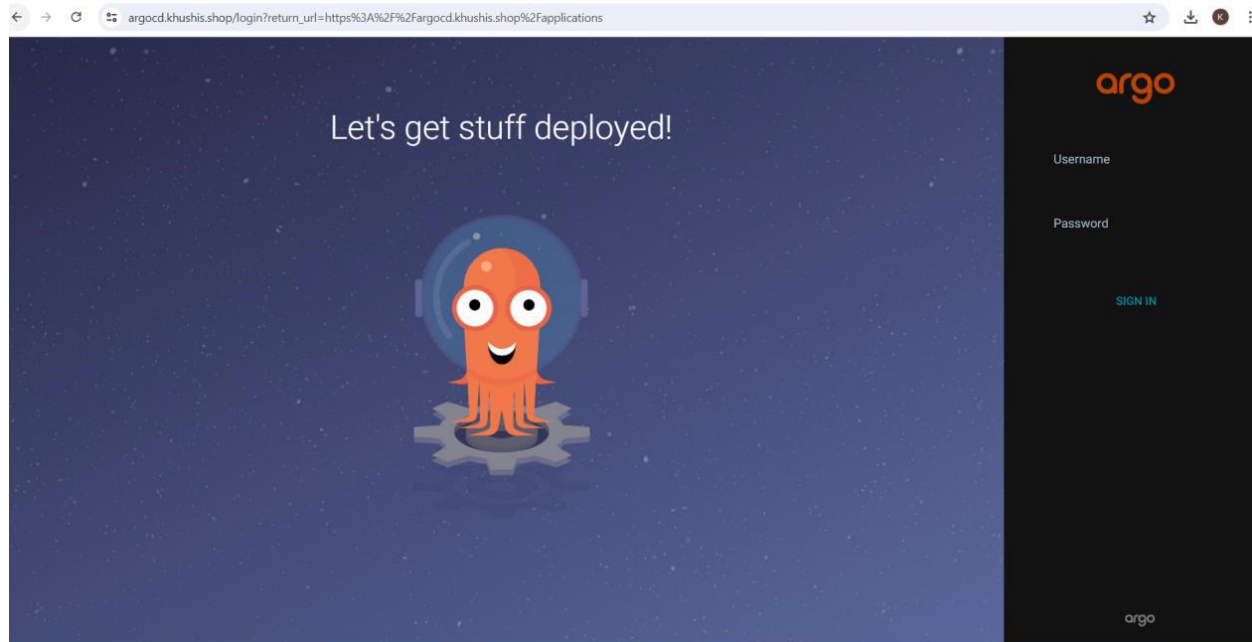 argocd.khushis.shop/login?return_url=https%3A%2F%2Fargocd.khushis.shop%2Fapplications
K
argo
Let's get stuff deployed!
Username
Password
SIGN IN
argo